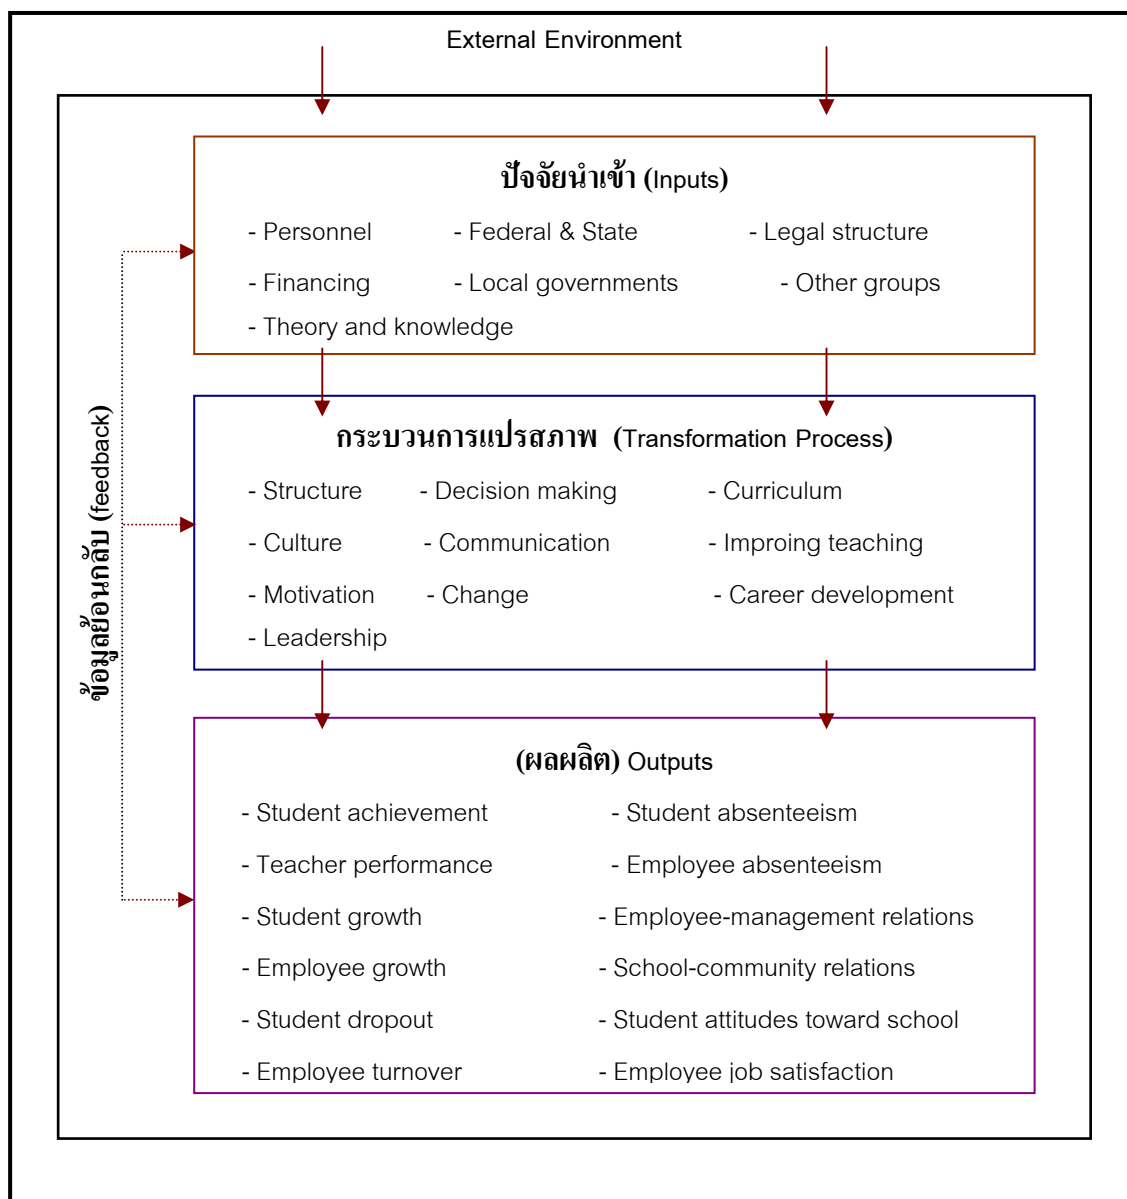 External Environment
ปัจจัยนำเข้า (Inputs)
- Personnel - Federal & State - Legal structure
- Financing - Local governments - Other groups
- Theory and knowledge
กระบวนการแปรสภาพ (Transformation Process)
- Structure - Decision making - Curriculum
- Culture - Communication - Improing teaching
- Motivation - Change - Career development
- Leadership
ข้อมูลย้อนกลับ (feedback)
(ผลผลิต) Outputs
- Student achievement - Student absenteeism
- Teacher performance - Employee absenteeism
- Student growth - Employee-management relations
- Employee growth - School-community relations
- Student dropout - Student attitudes toward school
- Employee turnover - Employee job satisfaction